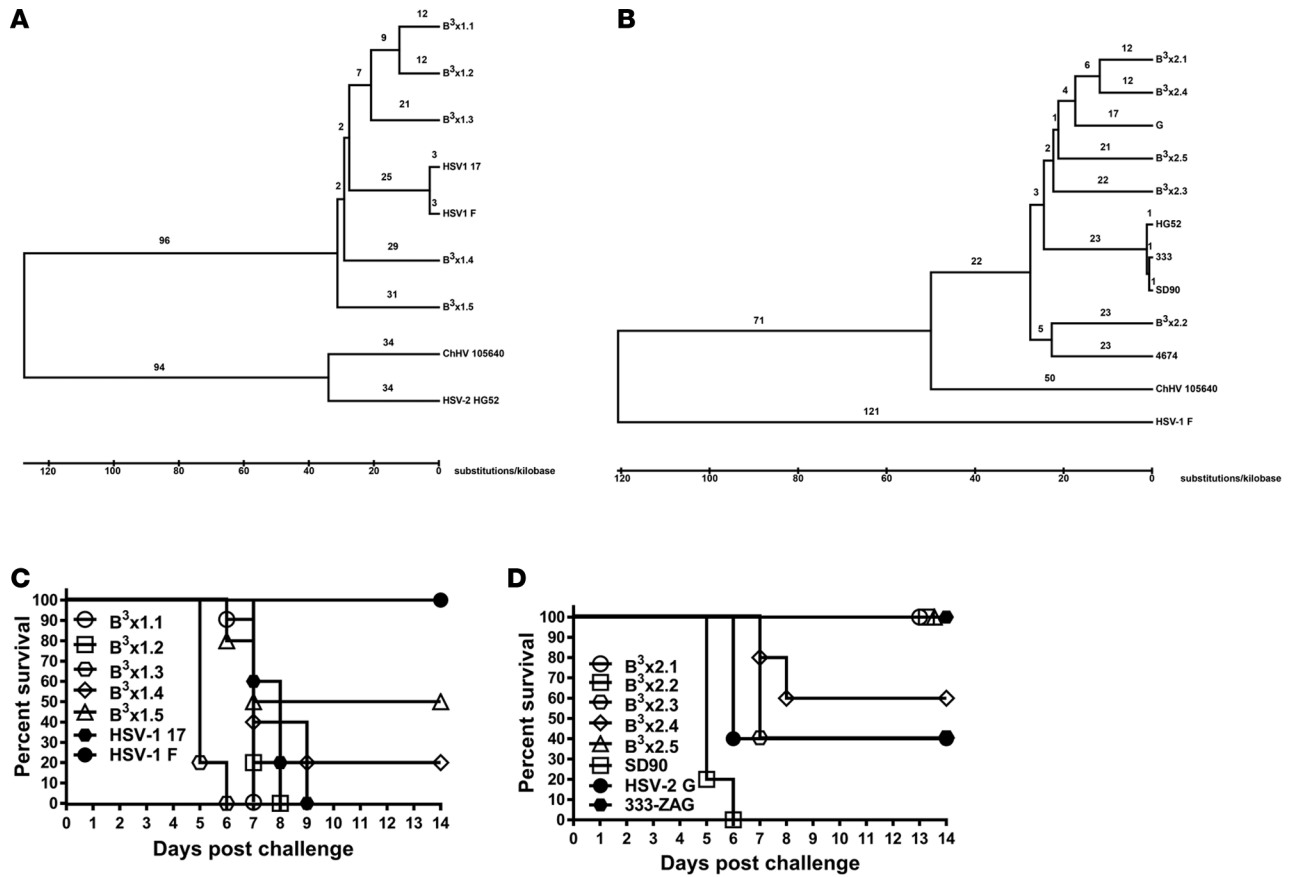 A
12
B³x1.1
9
12
B³x1.2
7
21
B³x1.3
2
3
HSV1 17
25
3
HSV1 F
2
29
B³x1.4
96
31
B³x1.5
34
ChHV 105640
94
34
HSV-2 HG52
120 100 80 60 40 20 0 substitutions/kilobase
B
12
B³x2.1
6
12
B³x2.4
4
17
G
1
21
B³x2.5
2
22
B³x2.3
3
1
HG52
23
1
333
1
SD90
22
23
B³x2.2
5
23
4674
71
50
ChHV 105640
121
HSV-1 F
120 100 80 60 40 20 0 substitutions/kilobase
C
Percent survival
100
90
80
70
60
50
40
30
20
10
0
B³x1.1
B³x1.2
B³x1.3
B³x1.4
B³x1.5
HSV-1 17
HSV-1 F
0 1 2 3 4 5 6 7 8 9 10 11 12 13 14
Days post challenge
D
Percent survival
100
90
80
70
60
50
40
30
20
10
0
B³x2.1
B³x2.2
B³x2.3
B³x2.4
B³x2.5
SD90
HSV-2 G
333-ZAG
0 1 2 3 4 5 6 7 8 9 10 11 12 13 14
Days post challenge